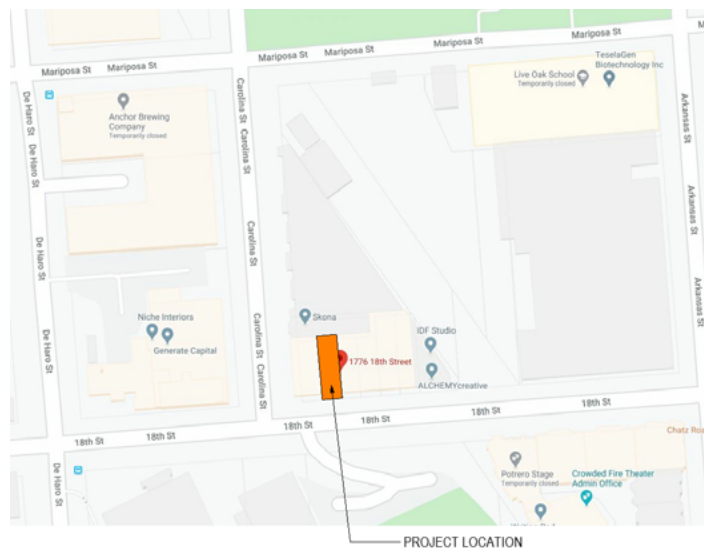 Mariposa St
Mariposa St
Mariposa St
Mariposa St
Mariposa St
TeselaGen
Biotechnology Inc
Live Oak School
Temporarily closed
De Haro St
De Haro St
Carolina St
Carolina St
Arkansas St
Anchor Brewing
Company
Temporarily closed
Arkansas St
Carolina St
De Haro St
Arkansas St
Skona
Niche Interiors
Generate Capital
IDF Studio
De Haro St
Carolina St
Carolina St
1776 18th Street
ALCHEMYcreative
18th St
18th St
18th St
18th St
18th St
Chatz Roa
De Haro St
Potrero Stage
Temporarily closed
Crowded Fire Theater
Admin Office
PROJECT LOCATION